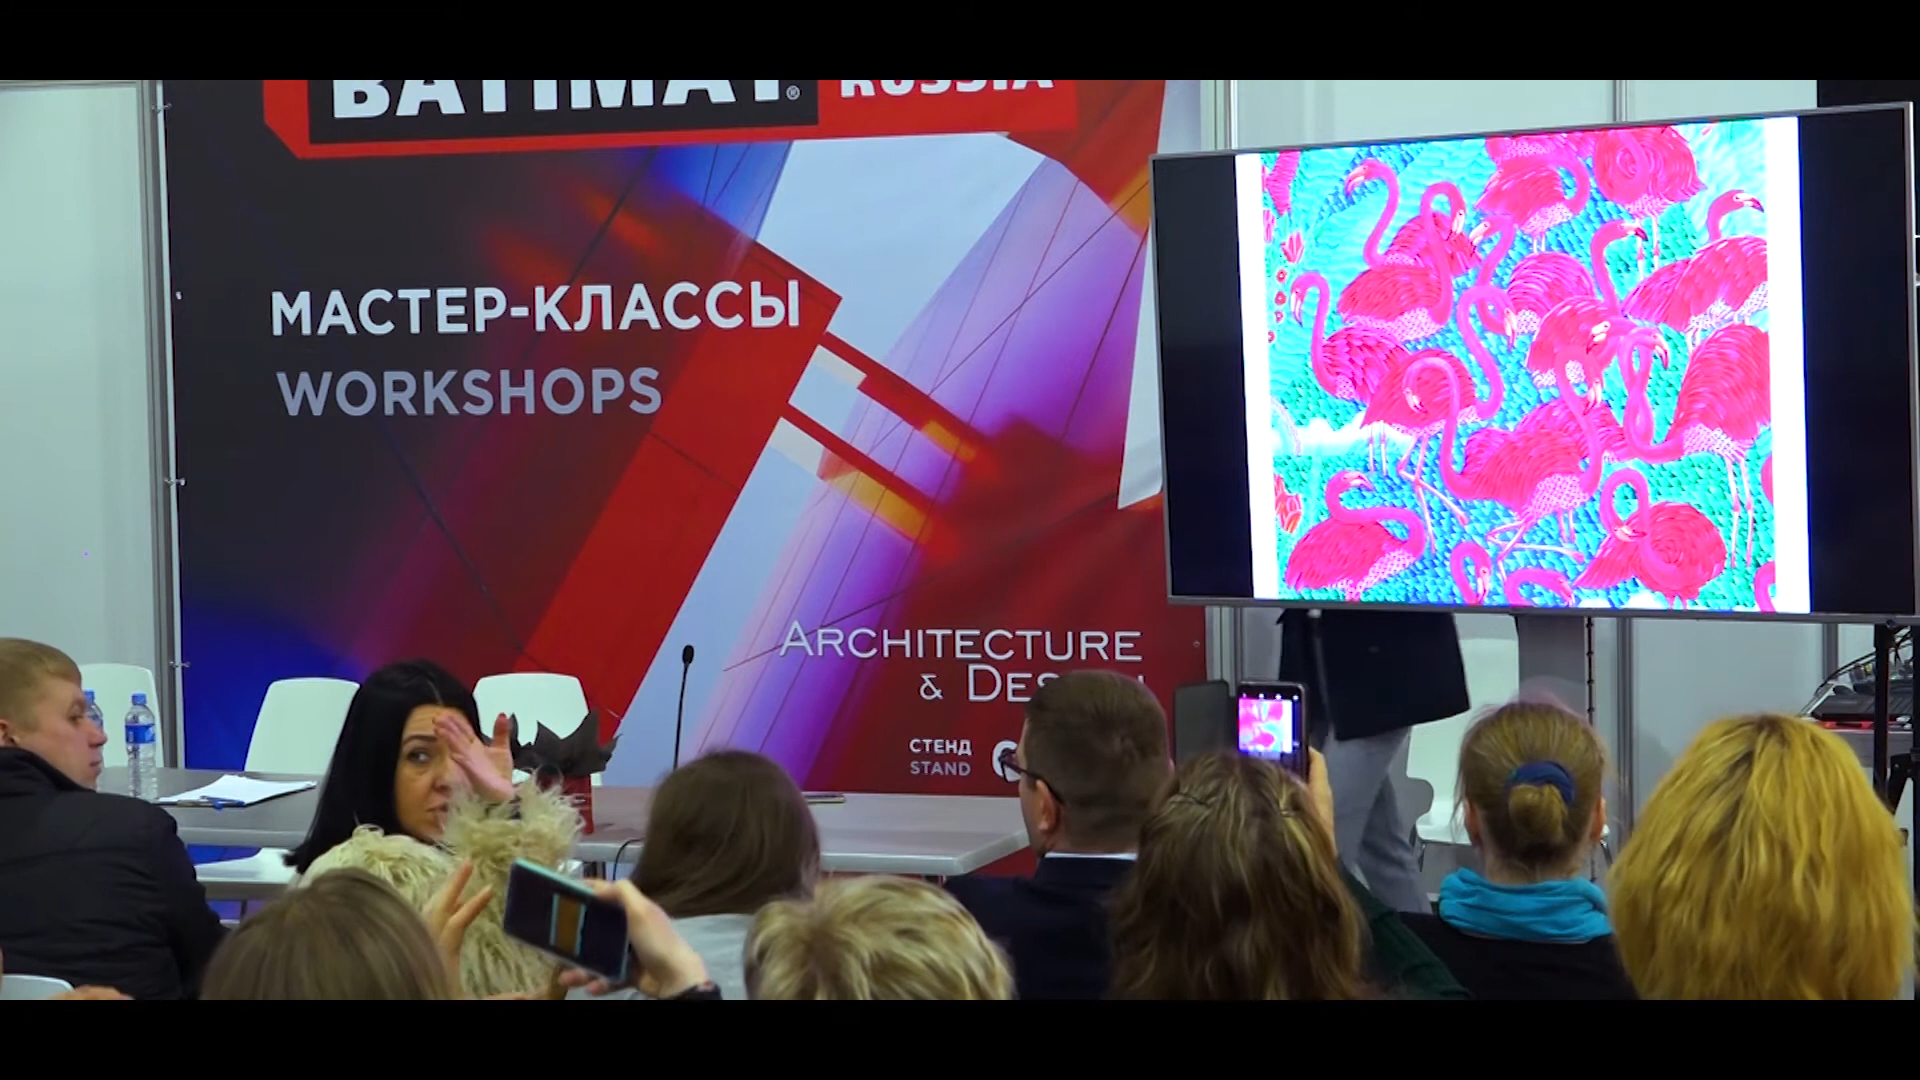 BATIMAT®
RUSSIA
МАСТЕР-КЛАССЫ
WORKSHOPS
ARCHITECTURE
&
СТЕНД
STAND